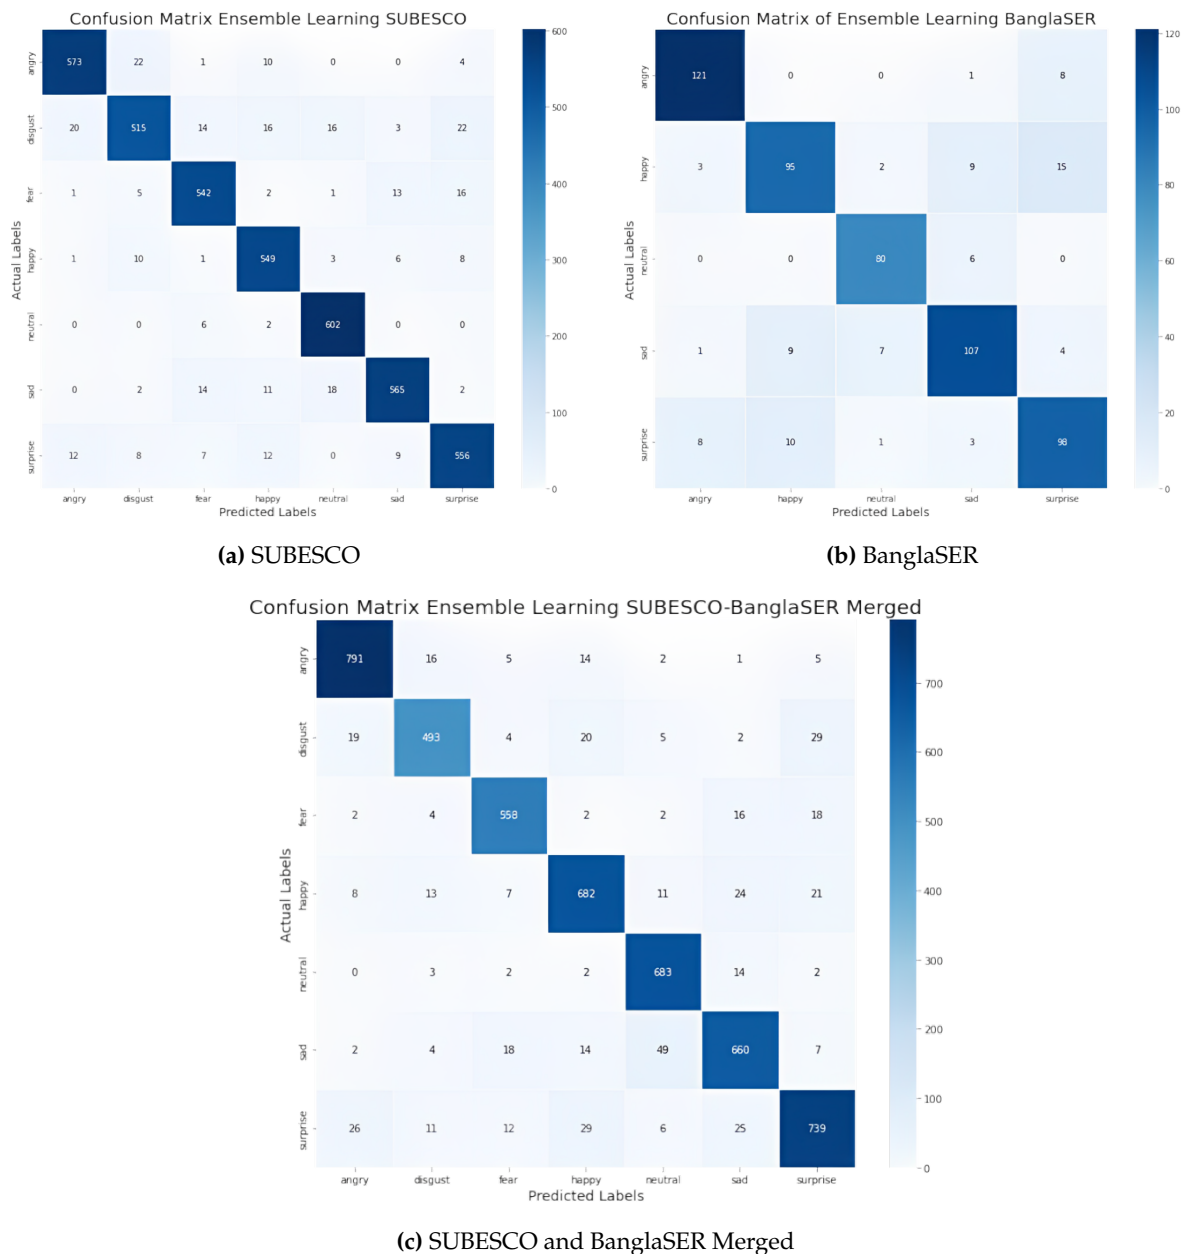 Confusion Matrix Ensemble Learning SUBESCO
Actual Labels
angry 573 22 1 10 0 0 4
disgust 20 515 14 16 16 3 22
fear 1 5 542 2 1 13 16
happy 1 10 1 549 3 6 8
neutral 0 0 6 2 602 0 0
sad 0 2 14 11 18 565 2
surprise 12 8 7 12 0 9 556
angry disgust fear happy neutral sad surprise
Predicted Labels
600
500
400
300
200
100
0
(a) SUBESCO
Confusion Matrix of Ensemble Learning BanglaSER
Actual Labels
angry 121 0 0 1 8
happy 3 95 2 9 15
neutral 0 0 80 6 0
sad 1 9 7 107 4
surprise 8 10 1 3 98
angry happy neutral sad surprise
Predicted Labels
120
100
80
60
40
20
0
(b) BanglaSER
Confusion Matrix Ensemble Learning SUBESCO-BanglaSER Merged
Actual Labels
angry 791 16 5 14 2 1 5
disgust 19 493 4 20 5 2 29
fear 2 4 558 2 2 16 18
happy 8 13 7 682 11 24 21
neutral 0 3 2 2 683 14 2
sad 2 4 18 14 49 660 7
surprise 26 11 12 29 6 25 739
angry disgust fear happy neutral sad surprise
Predicted Labels
700
600
500
400
300
200
100
0
(c) SUBESCO and BanglaSER Merged